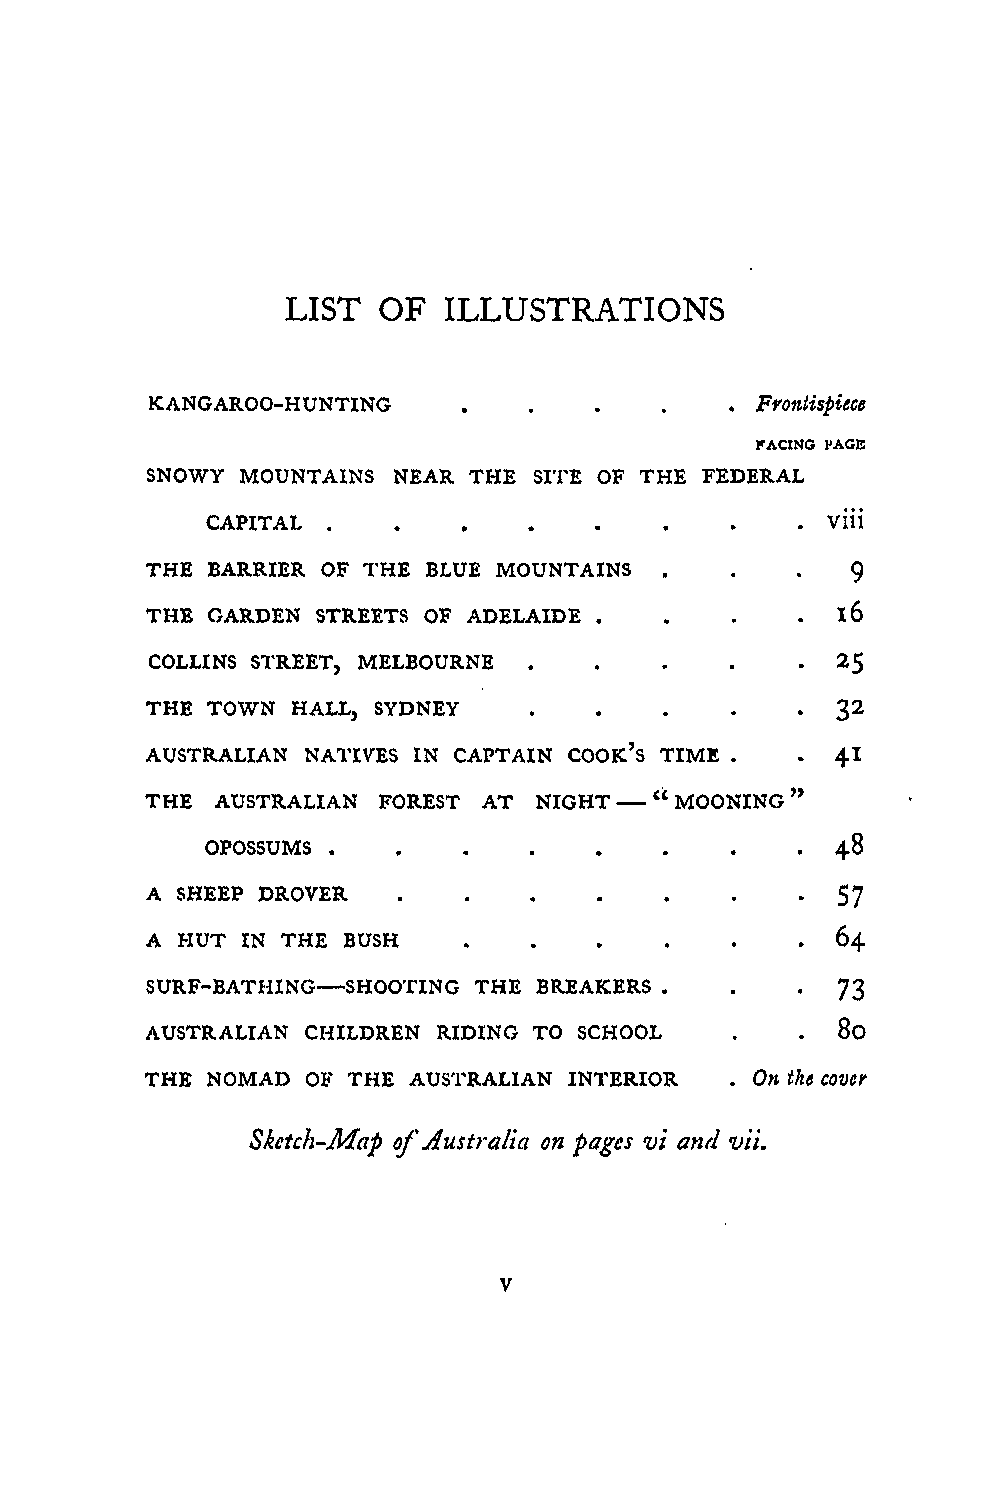 LIST OF ILLUSTRATIONS
KANGAROO-HUNTING . . . . . Frontispiece
FACING PAGE
SNOWY MOUNTAINS NEAR THE SITE OF THE FEDERAL
CAPITAL . . . . . . . . viii
THE BARRIER OF THE BLUE MOUNTAINS . . . 9
THE GARDEN STREETS OF ADELAIDE . . . . 16
COLLINS STREET, MELBOURNE . . . . . 25
THE TOWN HALL, SYDNEY . . . . . 32
AUSTRALIAN NATIVES IN CAPTAIN COOK'S TIME . . 41
THE AUSTRALIAN FOREST AT NIGHT — “MOONING”
OPOSSUMS . . . . . . . . 48
A SHEEP DROVER . . . . . . . 57
A HUT IN THE BUSH . . . . . . 64
SURF-BATHING—SHOOTING THE BREAKERS . . . 73
AUSTRALIAN CHILDREN RIDING TO SCHOOL . . 80
THE NOMAD OF THE AUSTRALIAN INTERIOR . On the cover
Sketch-Map of Australia on pages vi and vii.
v